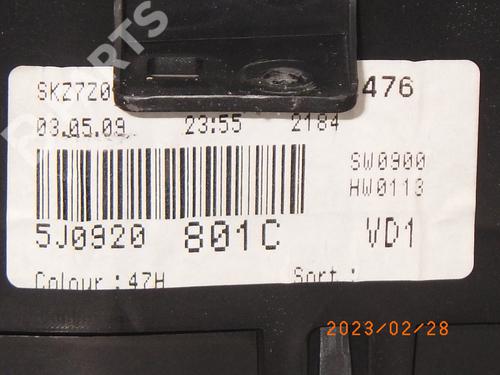 SKZ7Z0 476
03.05.09 23:55 2184
SW0900
HW0113
5J0920 801C VD1
Colour : 47H Sort :
2023/02/28